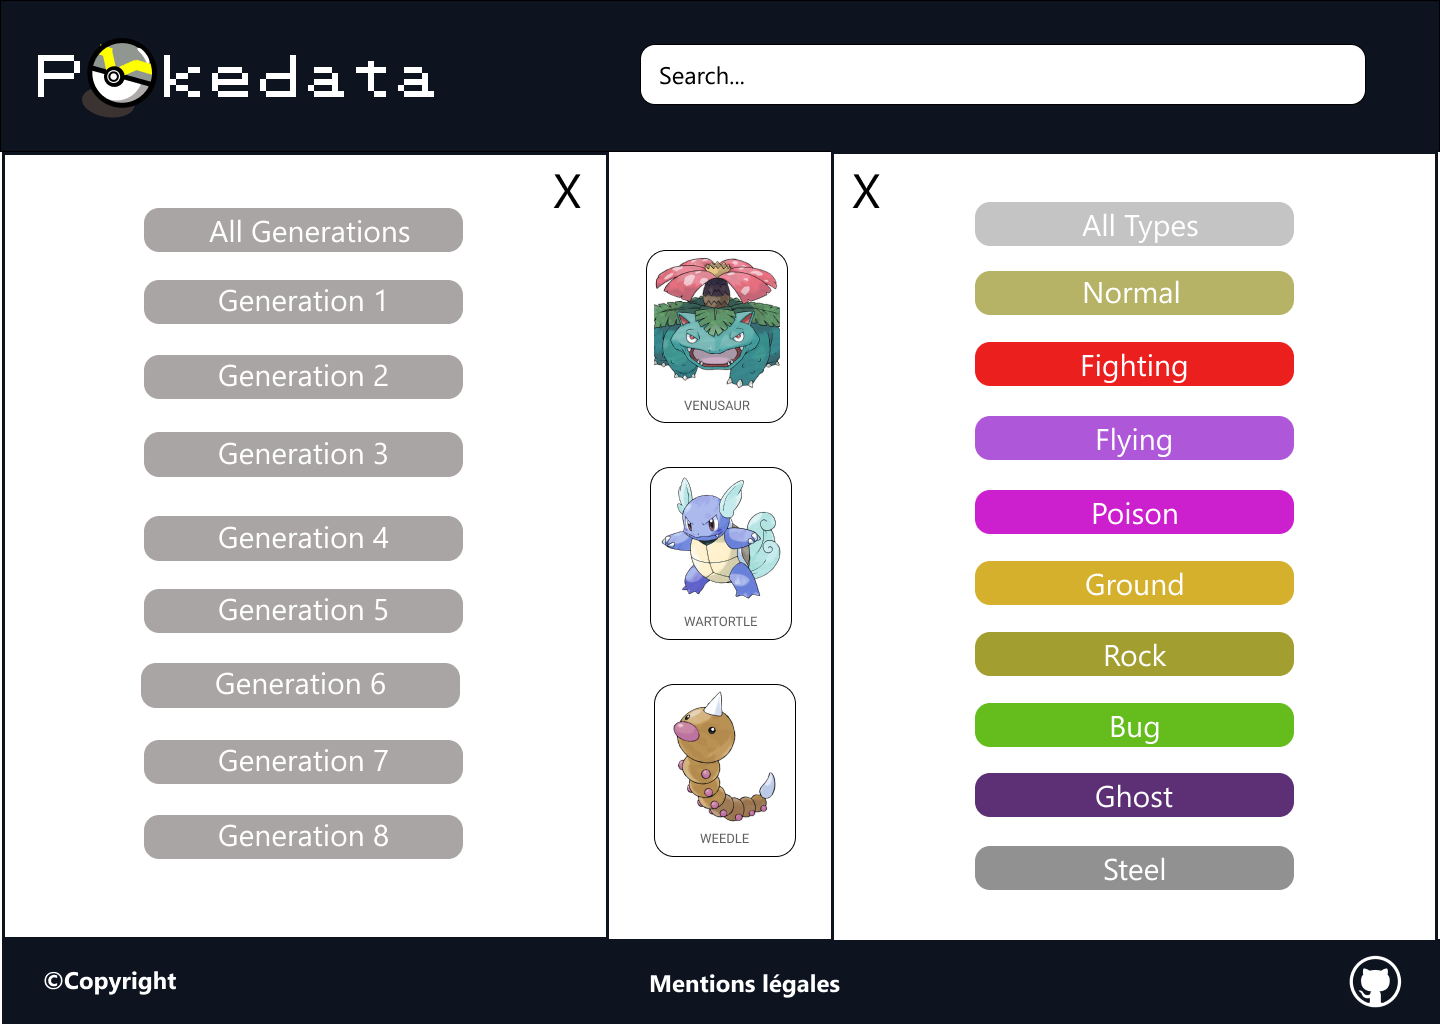 Pokedata
Search...
X
All Generations
Generation 1
Generation 2
Generation 3
Generation 4
Generation 5
Generation 6
Generation 7
Generation 8
VENUSAUR
WARTORTLE
WEEDLE
X
All Types
Normal
Fighting
Flying
Poison
Ground
Rock
Bug
Ghost
Steel
©Copyright
Mentions légales